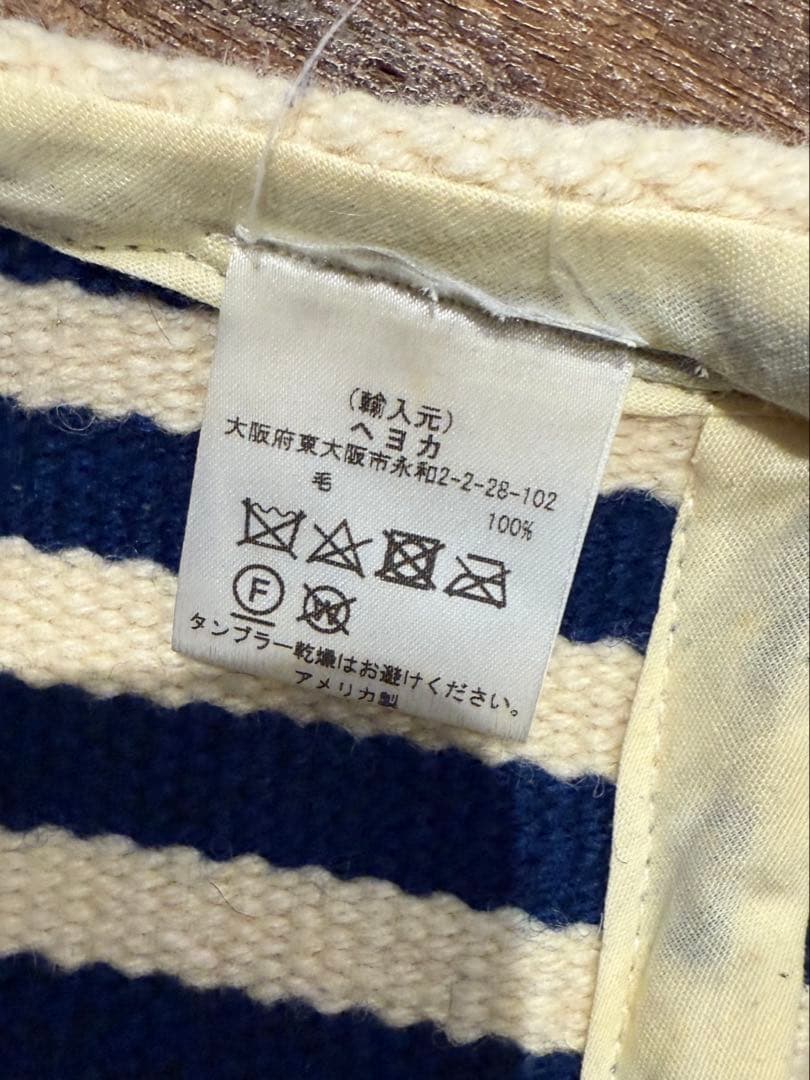 (輸入元)
ヘヨカ
大阪府東大阪市永和2-2-28-102
毛 100%
F W
タンブラー乾燥はお避けください。
アメリカ製